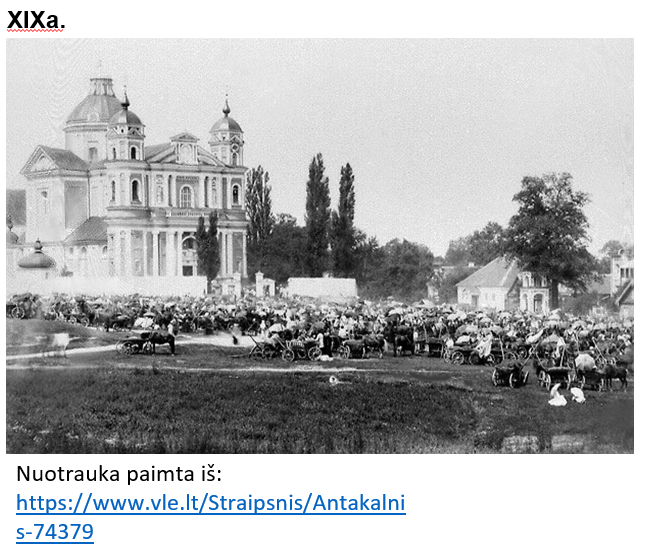 XIXa.
Nuotrauka paimta iš:
https://www.vle.lt/Straipsnis/Antakalni
s-74379